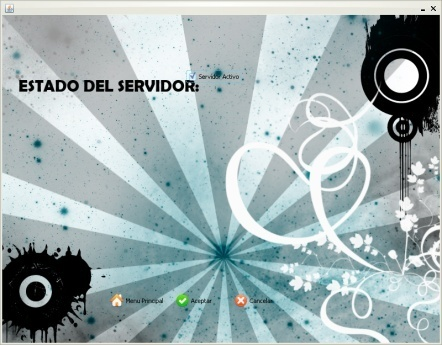 Servidor Activo
ESTADO DEL SERVIDOR:
Menu Principal
Aceptar
Cancelar